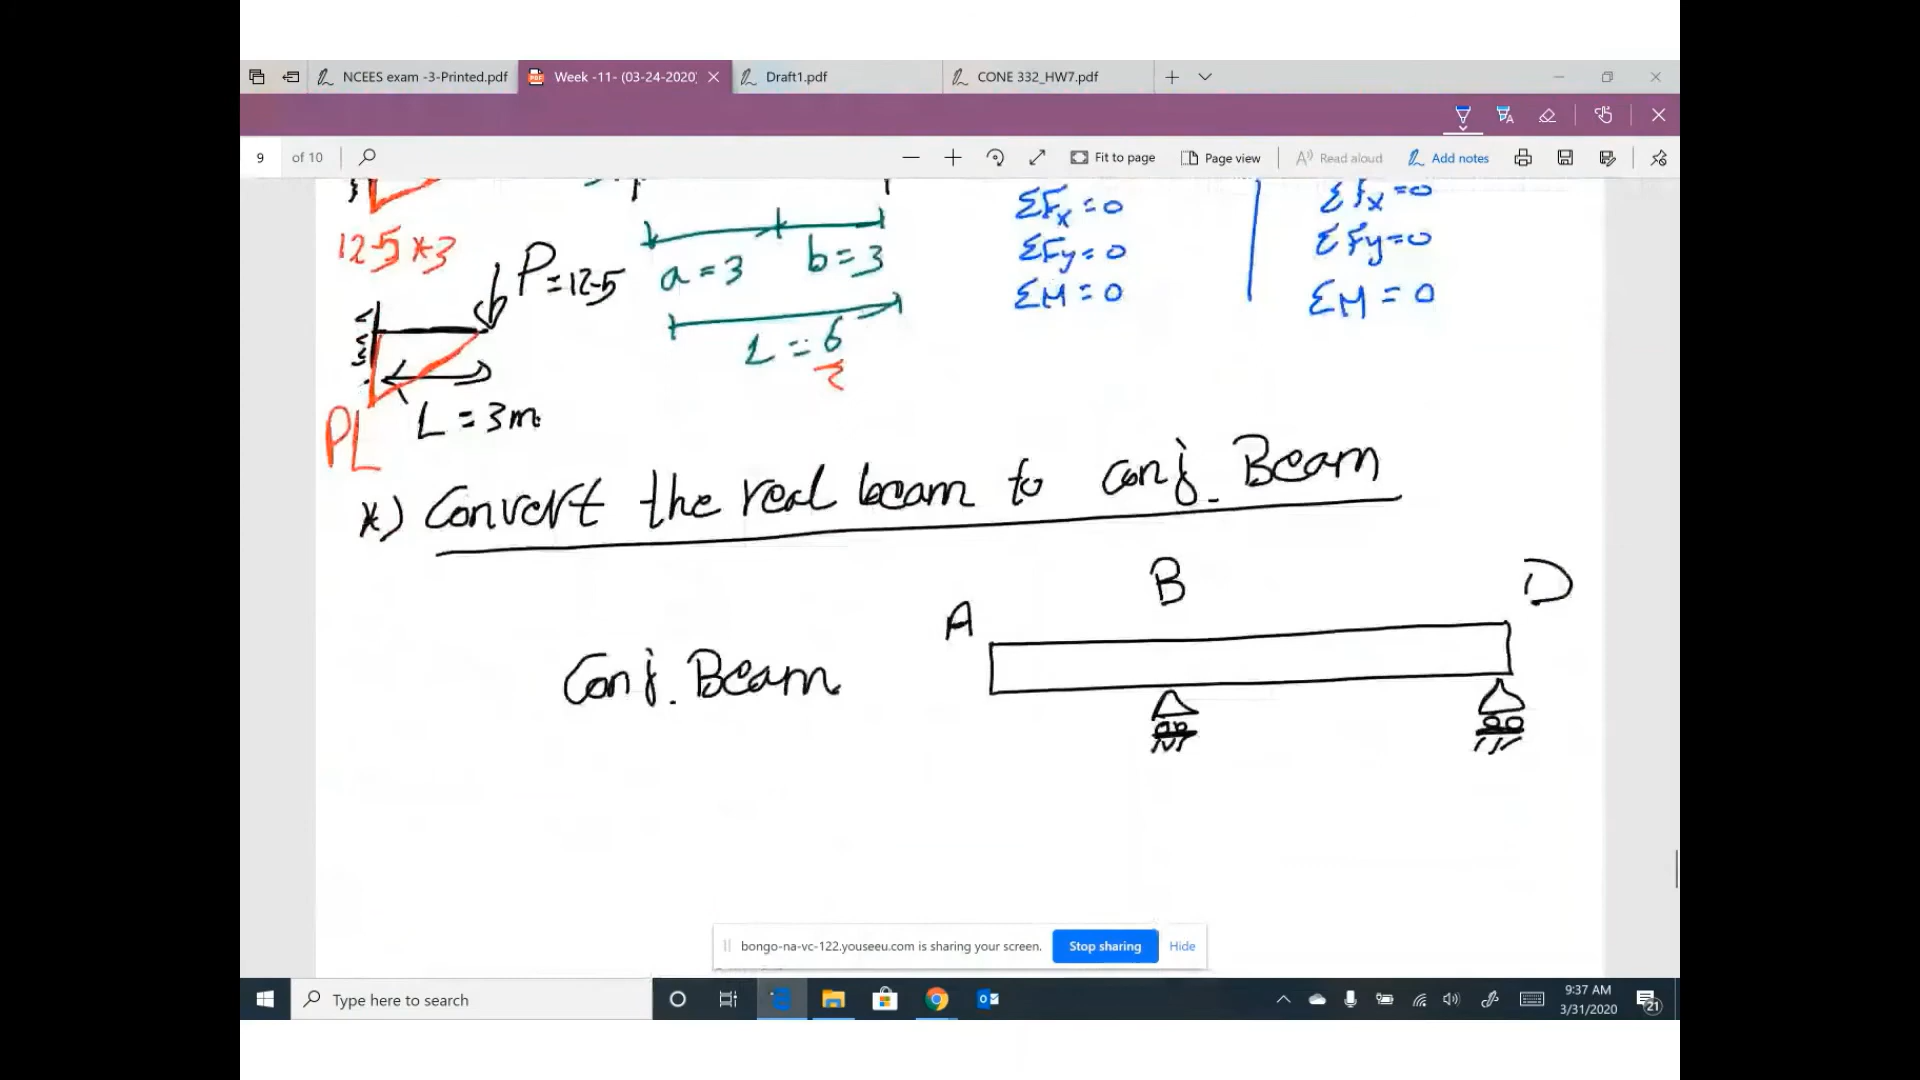 NCEES exam -3-Printed.pdf
Week -11- (03-24-2020)
Draft1.pdf
CONE 332_HW7.pdf
9 of 10
Fit to page
Page view
Read aloud
Add notes
12-5 * 3
P = 12-5
a = 3
b = 3
L = 6
2
L = 3m
PL
ΣFx = 0
ΣFy = 0
ΣM = 0
ΣFx = 0
ΣFy = 0
ΣM = 0
*) Convert the real beam to Conj. Beam
Conj. Beam
A
B
D
bongo-na-vc-122.youseeu.com is sharing your screen.
Stop sharing
Hide
Type here to search
9:37 AM
3/31/2020
21